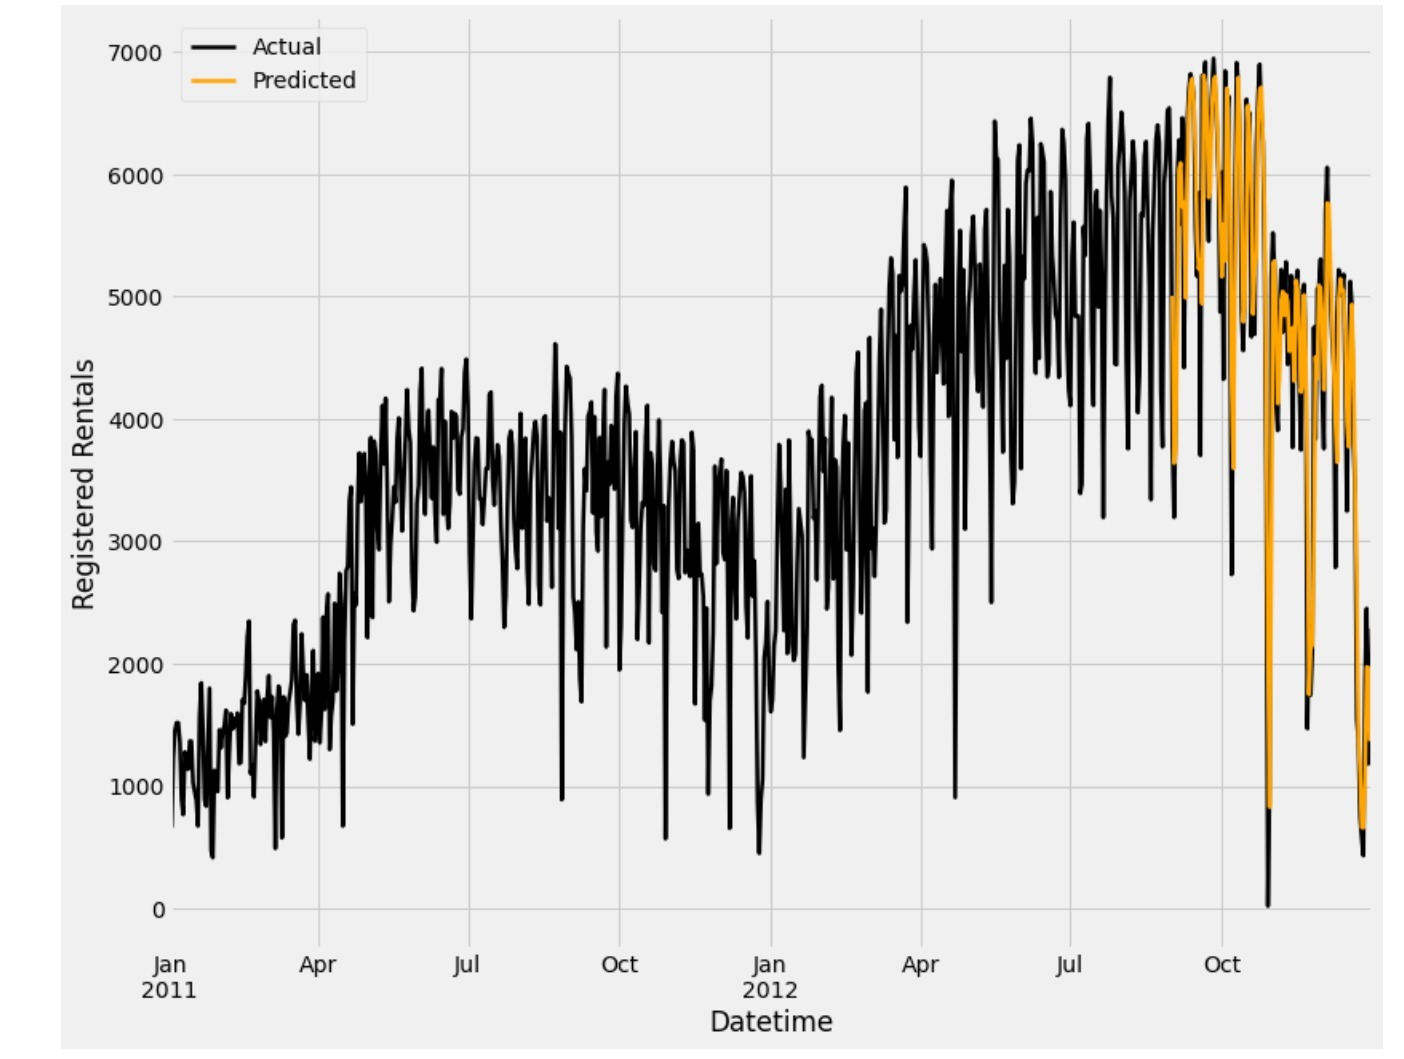 Actual
Predicted
7000
6000
5000
4000
3000
2000
1000
0
Registered Rentals
Jan Apr Jul Oct Jan Apr Jul Oct
2011 2012
Datetime